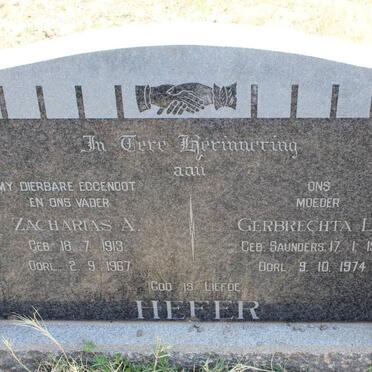 In Tere Herinnering
aan
MY DIERBARE EGGENOOT
EN ONS VADER
ZACHARIAS A.
GEB. 18. 7. 1913.
OORL. 2. 9. 1967
ONS
MOEDER
GERBRECHTA
GEB. SAUNDERS. 17. 1.
OORL. 9. 10. 1974
GOD IS LIEFDE
HEFER